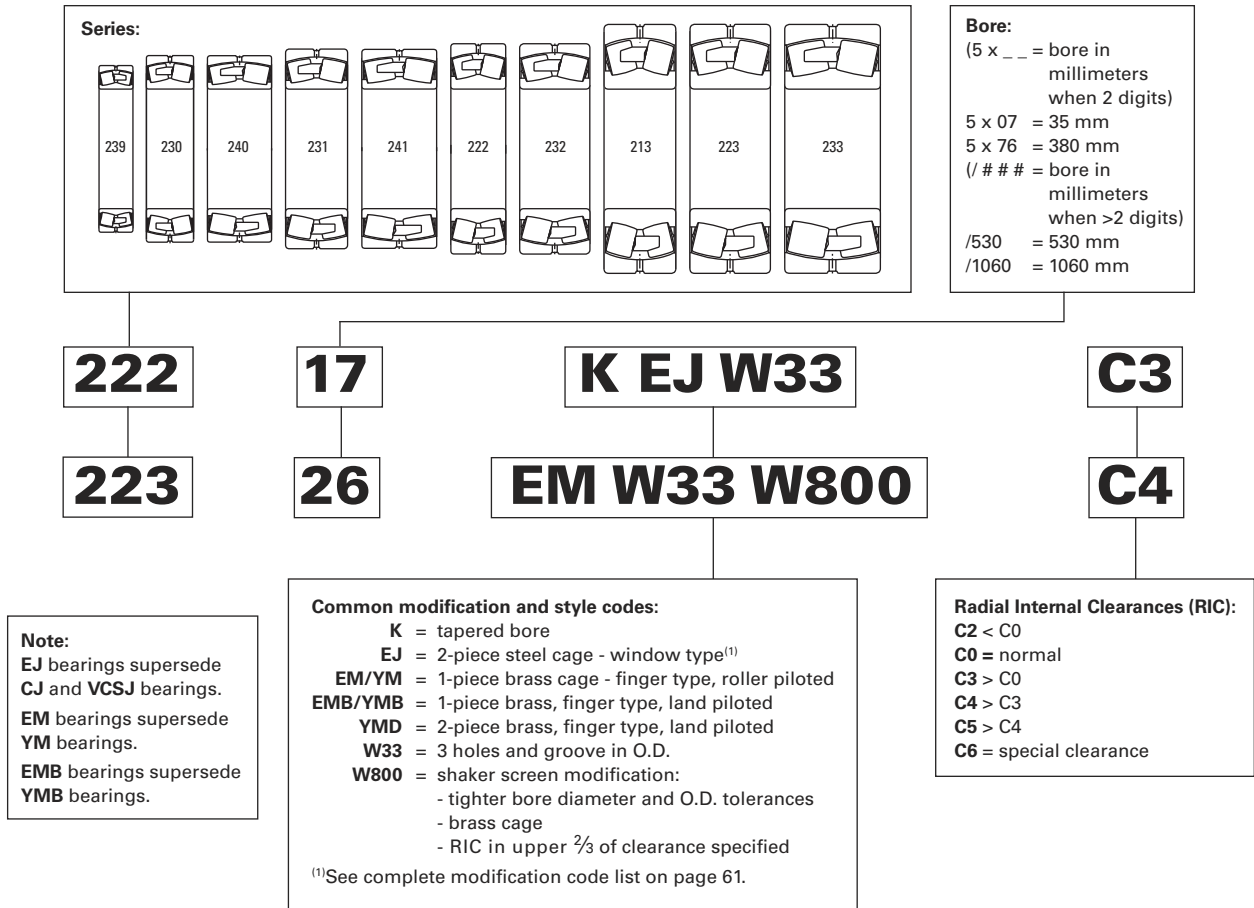 Series:
239
230
240
231
241
222
232
213
223
233
Bore:
(5 x _ _ = bore in
millimeters
when 2 digits)
5 x 07 = 35 mm
5 x 76 = 380 mm
(/ # # # = bore in
millimeters
when >2 digits)
/530 = 530 mm
/1060 = 1060 mm
222 17 K EJ W33 C3
223 26 EM W33 W800 C4
Note:
EJ bearings supersede
CJ and VCSJ bearings.
EM bearings supersede
YM bearings.
EMB bearings supersede
YMB bearings.
Common modification and style codes:
K = tapered bore
EJ = 2-piece steel cage - window type(1)
EM/YM = 1-piece brass cage - finger type, roller piloted
EMB/YMB = 1-piece brass, finger type, land piloted
YMD = 2-piece brass, finger type, land piloted
W33 = 3 holes and groove in O.D.
W800 = shaker screen modification:
- tighter bore diameter and O.D. tolerances
- brass cage
- RIC in upper 2/3 of clearance specified
(1)See complete modification code list on page 61.
Radial Internal Clearances (RIC):
C2 < C0
C0 = normal
C3 > C0
C4 > C3
C5 > C4
C6 = special clearance